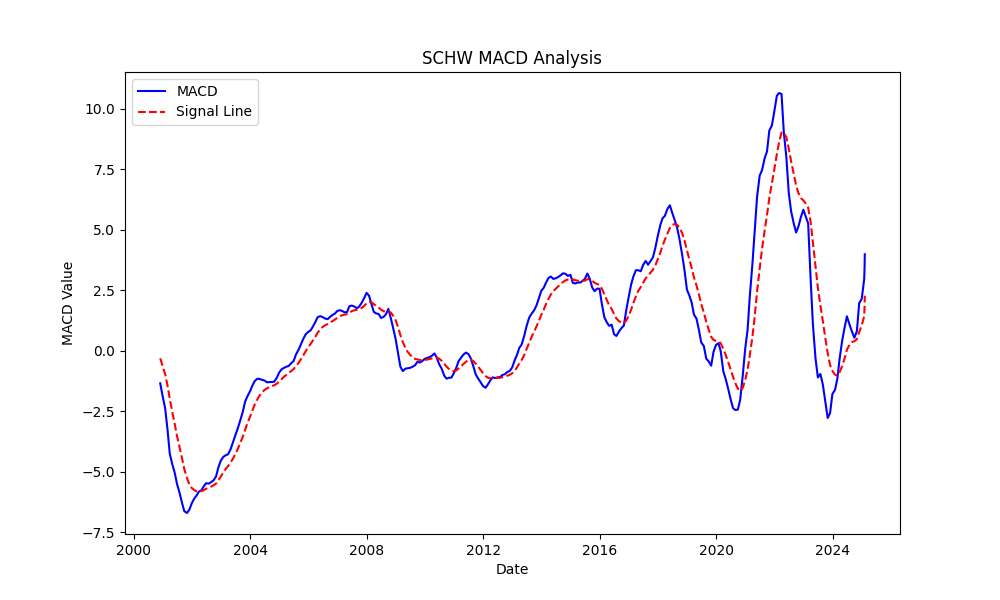 SCHW MACD Analysis
MACD
Signal Line
10.0
7.5
5.0
2.5
0.0
−2.5
−5.0
−7.5
MACD Value
2000 2004 2008 2012 2016 2020 2024
Date